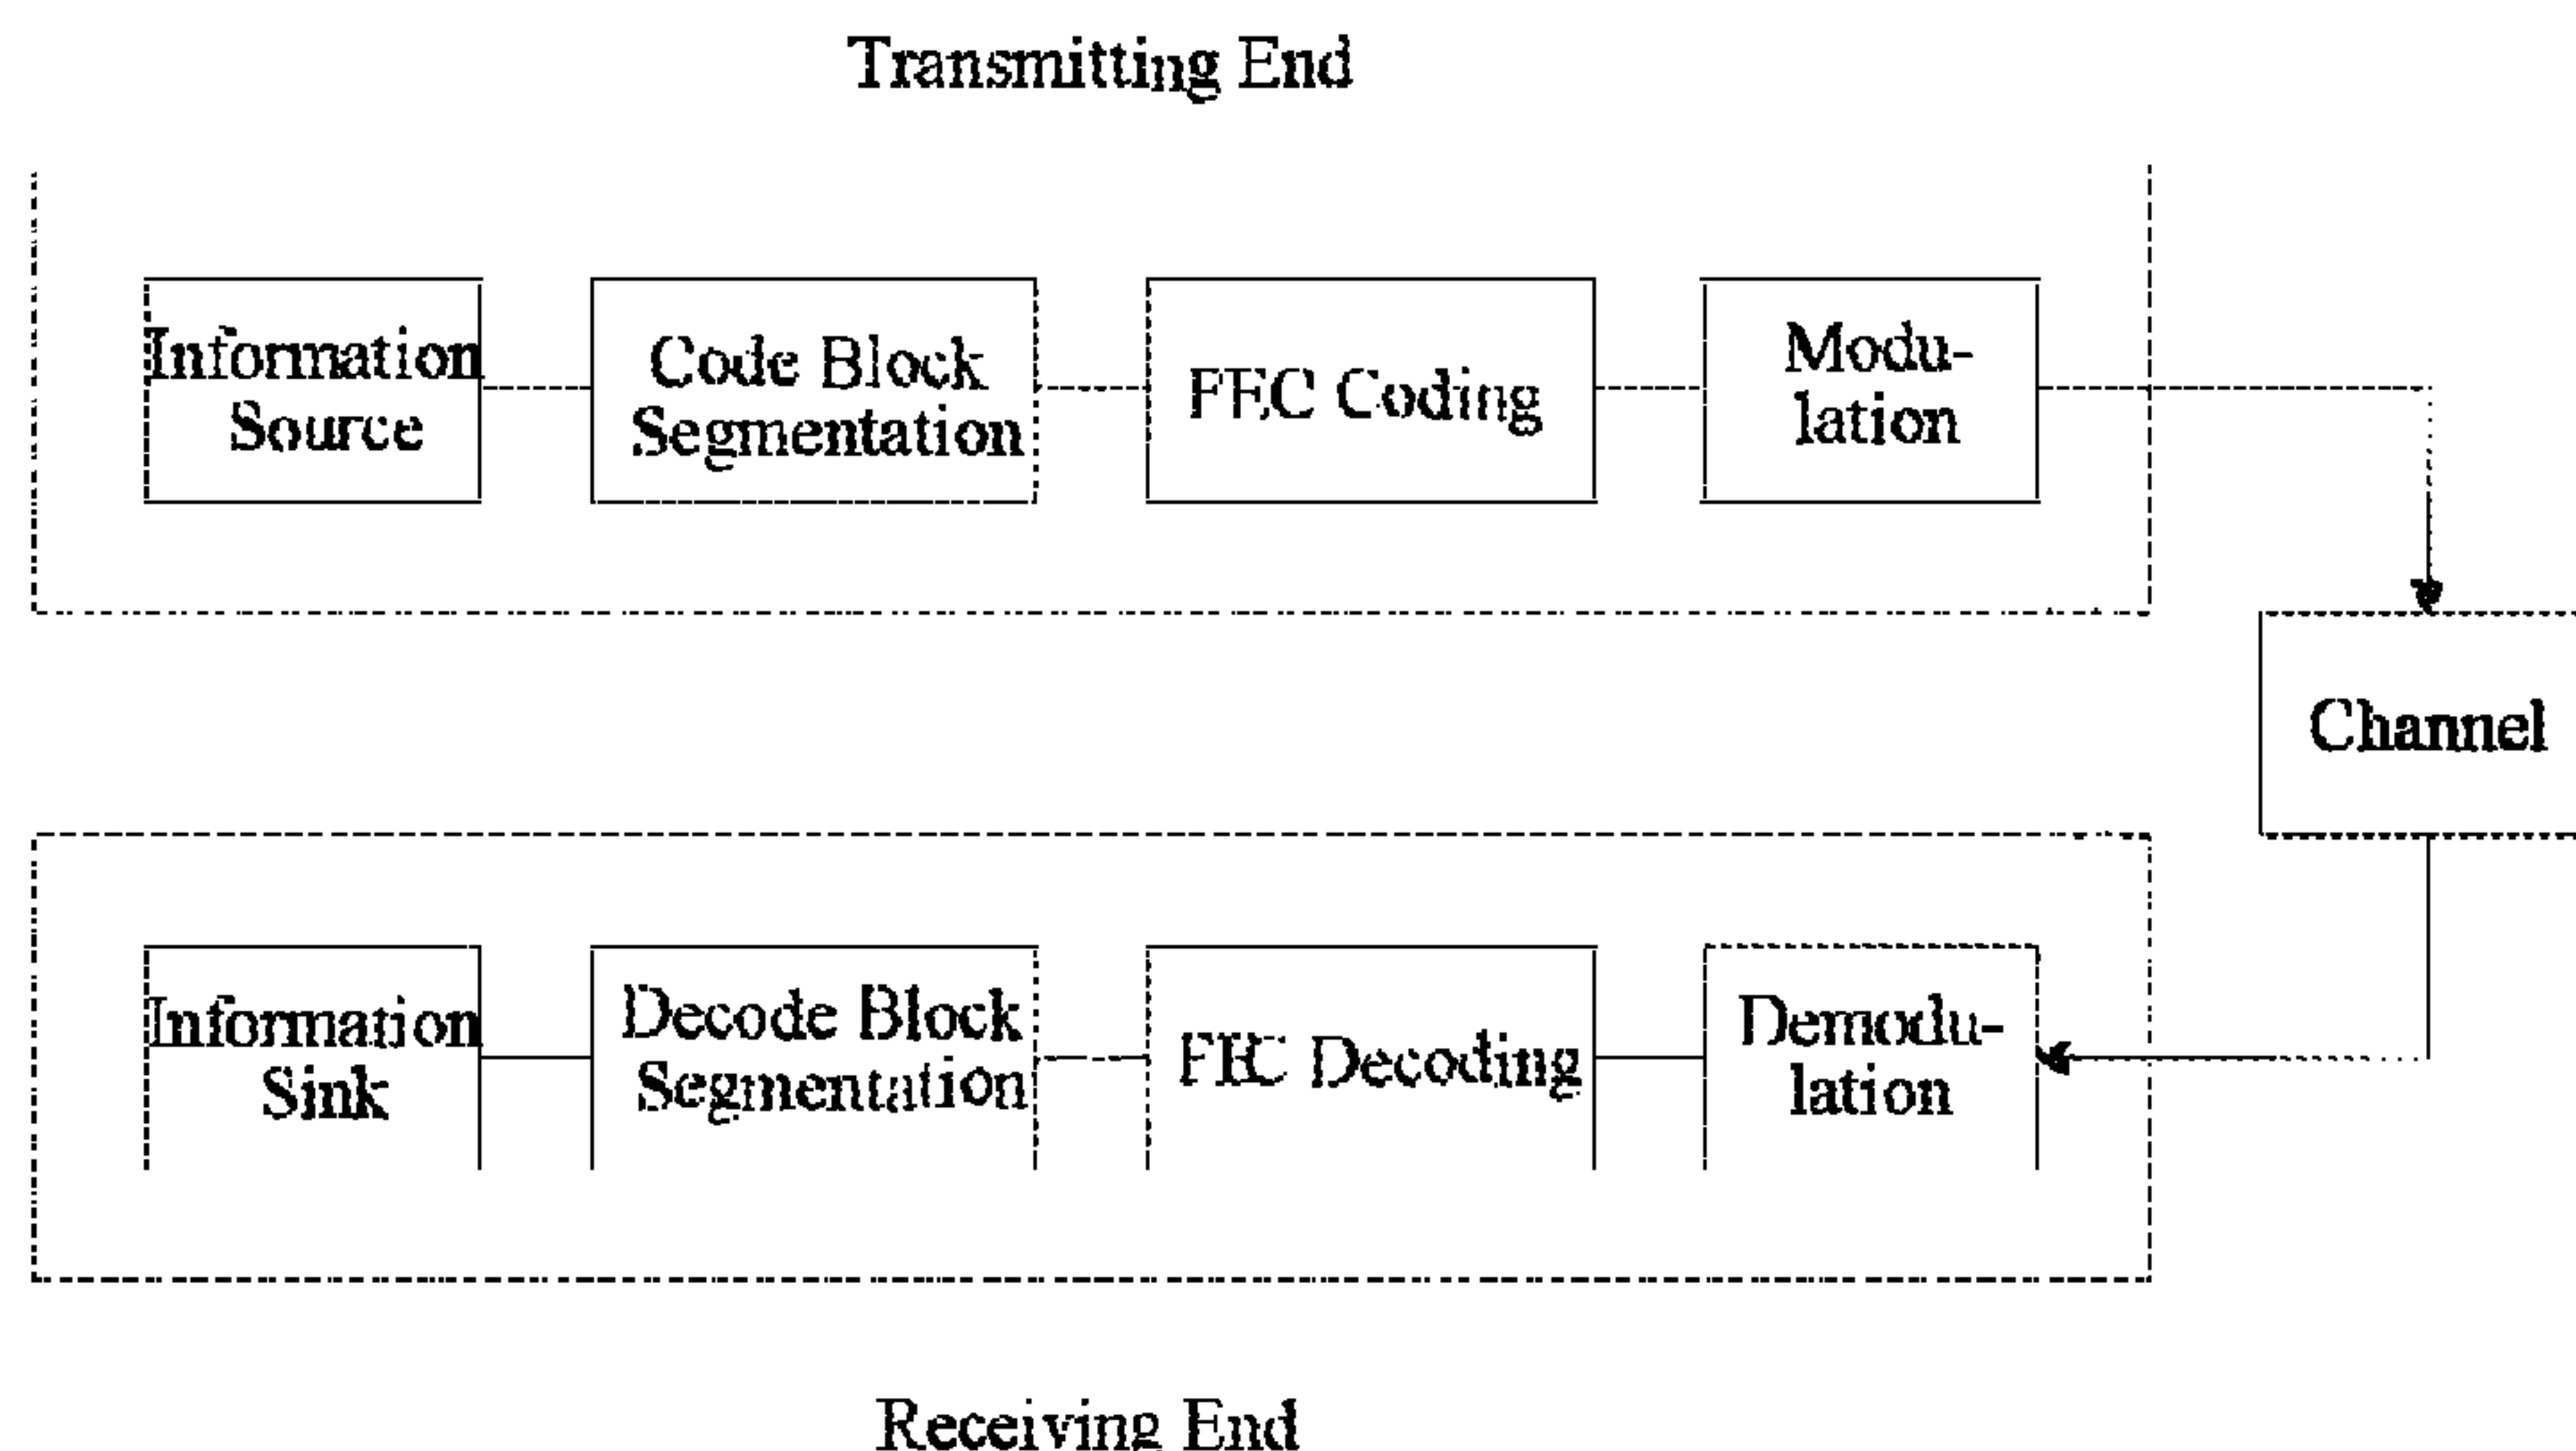 Transmitting End
Information
Source
Code Block
Segmentation
FEC Coding
Modu-
lation
Channel
Information
Sink
Decode Block
Segmentation
FEC Decoding
Demodu-
lation
Receiving End